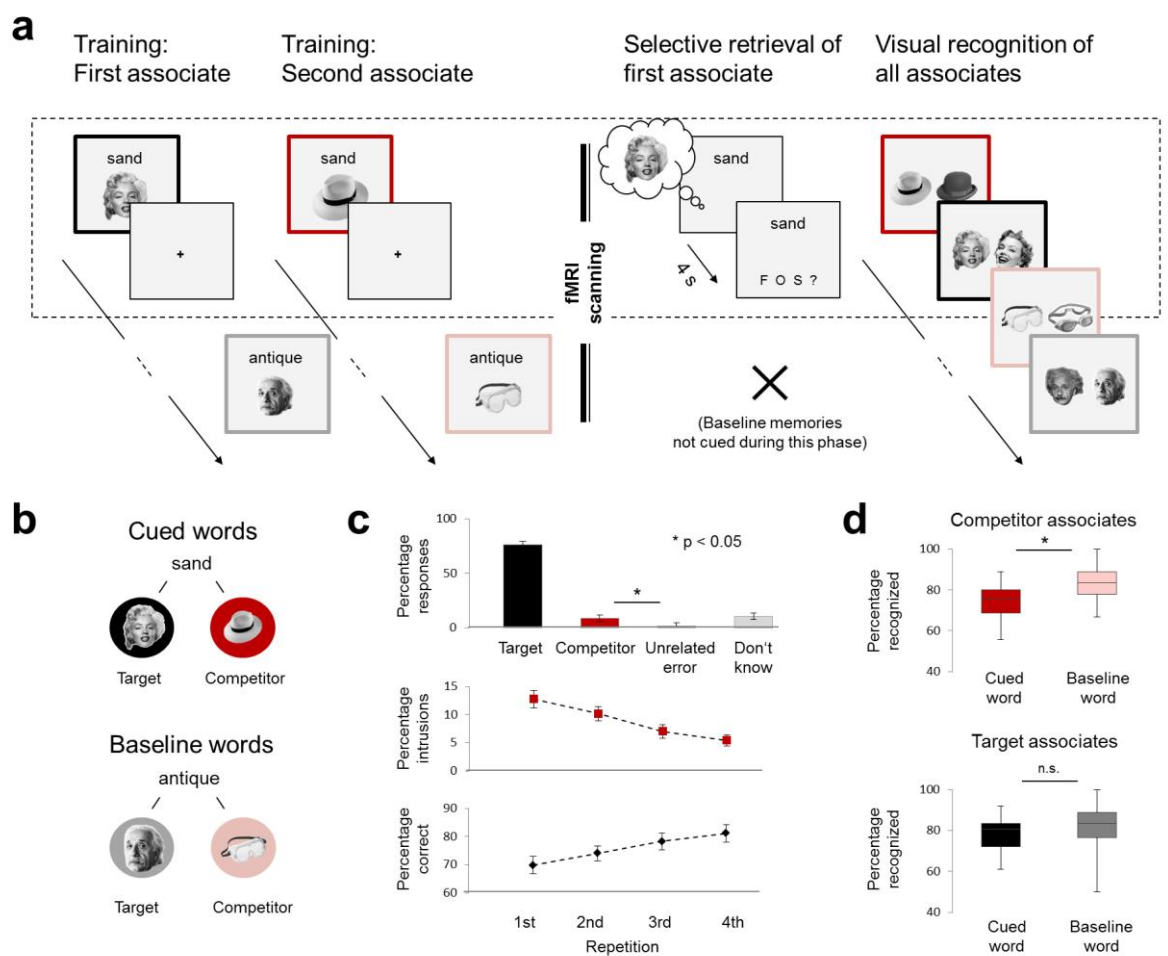 a
Training:
First associate
Training:
Second associate
Selective retrieval of
first associate
Visual recognition of
all associates
sand
+
antique
sand
+
antique
fMRI
scanning
sand
4 s
sand
F O S ?
(Baseline memories
not cued during this phase)
b
Cued words
sand
Target
Competitor
Baseline words
antique
Target
Competitor
c
Percentage
responses
100
50
0
* p < 0.05
*
Target
Competitor
Unrelated
error
Don't
know
Percentage
intrusions
15
10
5
0
Percentage
correct
90
80
70
60
1st
2nd
3rd
4th
Repetition
d
Competitor associates
*
Percentage
recognized
100
80
60
40
Cued
word
Baseline
word
Target associates
n.s.
Percentage
recognized
100
80
60
40
Cued
word
Baseline
word